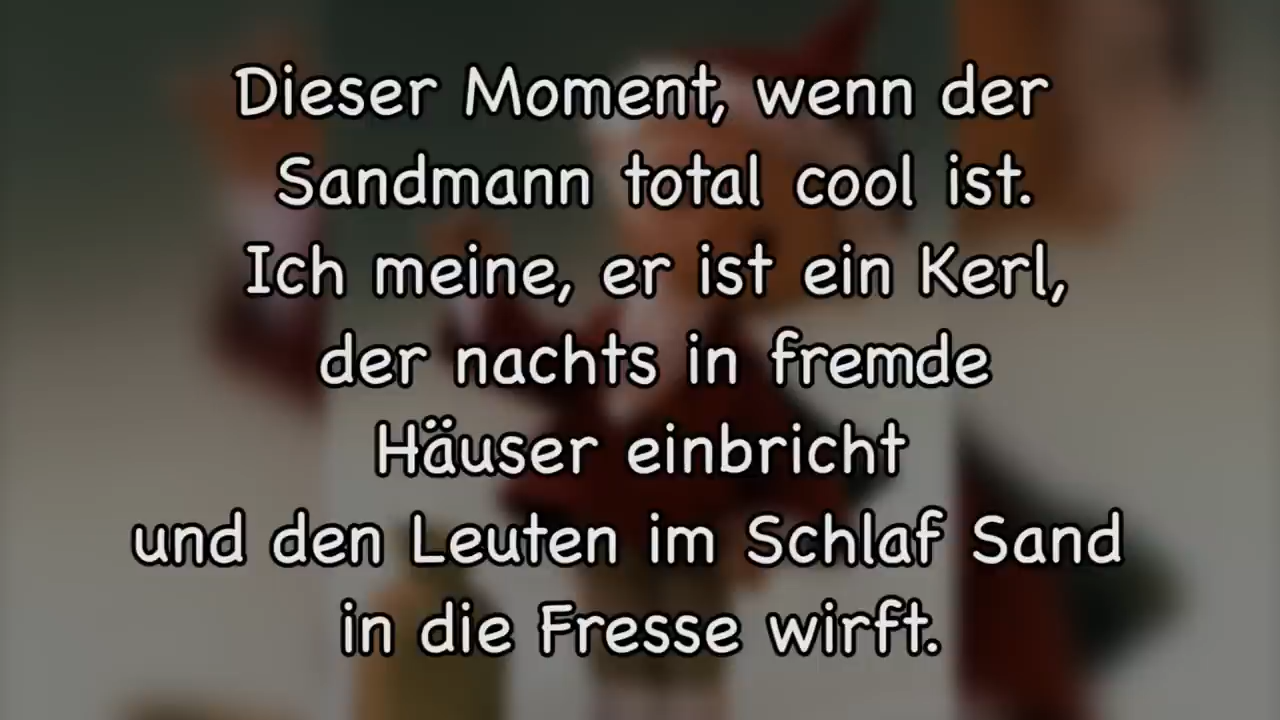 Dieser Moment, wenn der
Sandmann total cool ist.
Ich meine, er ist ein Kerl,
der nachts in fremde
Häuser einbricht
und den Leuten im Schlaf Sand
in die Fresse wirft.